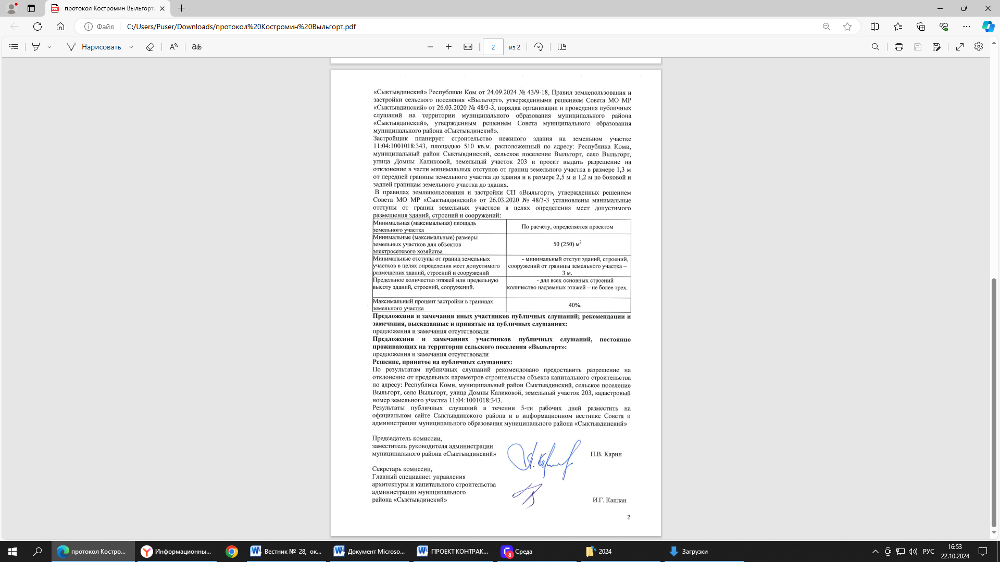 протокол Костромин Выльгорт.
Файл
C:/Users/Puser/Downloads/протокол%20Костромин%20Выльгорт.pdf
Нарисовать
2 из 2
«Сыктывдинский» Республики Ком от 24.09.2024 № 43/9-18, Правил землепользования и
застройки сельского поселения «Выльгорт», утвержденными решением Совета МО МР
«Сыктывдинский» от 26.03.2020 № 48/3-3, порядка организации и проведения публичных
слушаний на территории муниципального образования муниципального района
«Сыктывдинский», утвержденным решением Совета муниципального образования
муниципального района «Сыктывдинский».
Застройщик планирует строительство нежилого здания на земельном участке
11:04:1001018:343, площадью 510 кв.м. расположенный по адресу: Республика Коми,
муниципальный район Сыктывдинский, сельское поселение Выльгорт, село Выльгорт,
улица Домны Каликовой, земельный участок 203 и просит выдать разрешение на
отклонение в части минимальных отступов от границ земельного участка в размере 1,3 м
от передней границы земельного участка до здания и в размере 2,5 м и 1,2 м по боковой и
задней границам земельного участка до здания.
В правилах землепользования и застройки СП «Выльгорт», утвержденных решением
Совета МО МР «Сыктывдинский» от 26.03.2020 № 48/3-3 установлены минимальные
отступы от границ земельных участков в целях определения мест допустимого
размещения зданий, строений и сооружений:
Минимальная (максимальная) площадь
земельного участка
По расчёту, определяется проектом
Минимальные (максимальные) размеры
земельных участков для объектов
электросетевого хозяйства
50 (250) м²
Минимальные отступы от границ земельных
участков в целях определения мест допустимого
размещения зданий, строений и сооружений
- минимальный отступ зданий, строений,
сооружений от границы земельного участка –
3 м.
Предельное количество этажей или предельную
высоту зданий, строений, сооружений.
- для всех основных строений
количество надземных этажей – не более трех.
Максимальный процент застройки в границах
земельного участка
40%.
Предложения и замечания иных участников публичных слушаний; рекомендации и
замечания, высказанные и принятые на публичных слушаниях:
предложения и замечания отсутствовали
Предложения и замечаниях участников публичных слушаний, постоянно
проживающих на территории сельского поселения «Выльгорт»:
предложения и замечания отсутствовали
Решение, принятое на публичных слушаниях:
По результатам публичных слушаний рекомендовано предоставить разрешение на
отклонение от предельных параметров строительства объекта капитального строительства
по адресу: Республика Коми, муниципальный район Сыктывдинский, сельское поселение
Выльгорт, село Выльгорт, улица Домны Каликовой, земельный участок 203, кадастровый
номер земельного участка 11:04:1001018:343.
Результаты публичных слушаний в течении 5-ти рабочих дней разместить на
официальном сайте Сыктывдинского района и в информационном вестнике Совета и
администрации муниципального образования муниципального района «Сыктывдинский»
Председатель комиссии,
заместитель руководителя администрации
муниципального района «Сыктывдинский»
П.В. Карин
Секретарь комиссии,
Главный специалист управления
архитектуры и капитального строительства
администрации муниципального
района «Сыктывдинский»
И.Г. Каплан
2
протокол Костро...
Информационны...
Вестник № 28, ок...
Документ Microso...
ПРОЕКТ КОНТРАК...
8
Среда
2024
Загрузки
РУС
16:53
22.10.2024